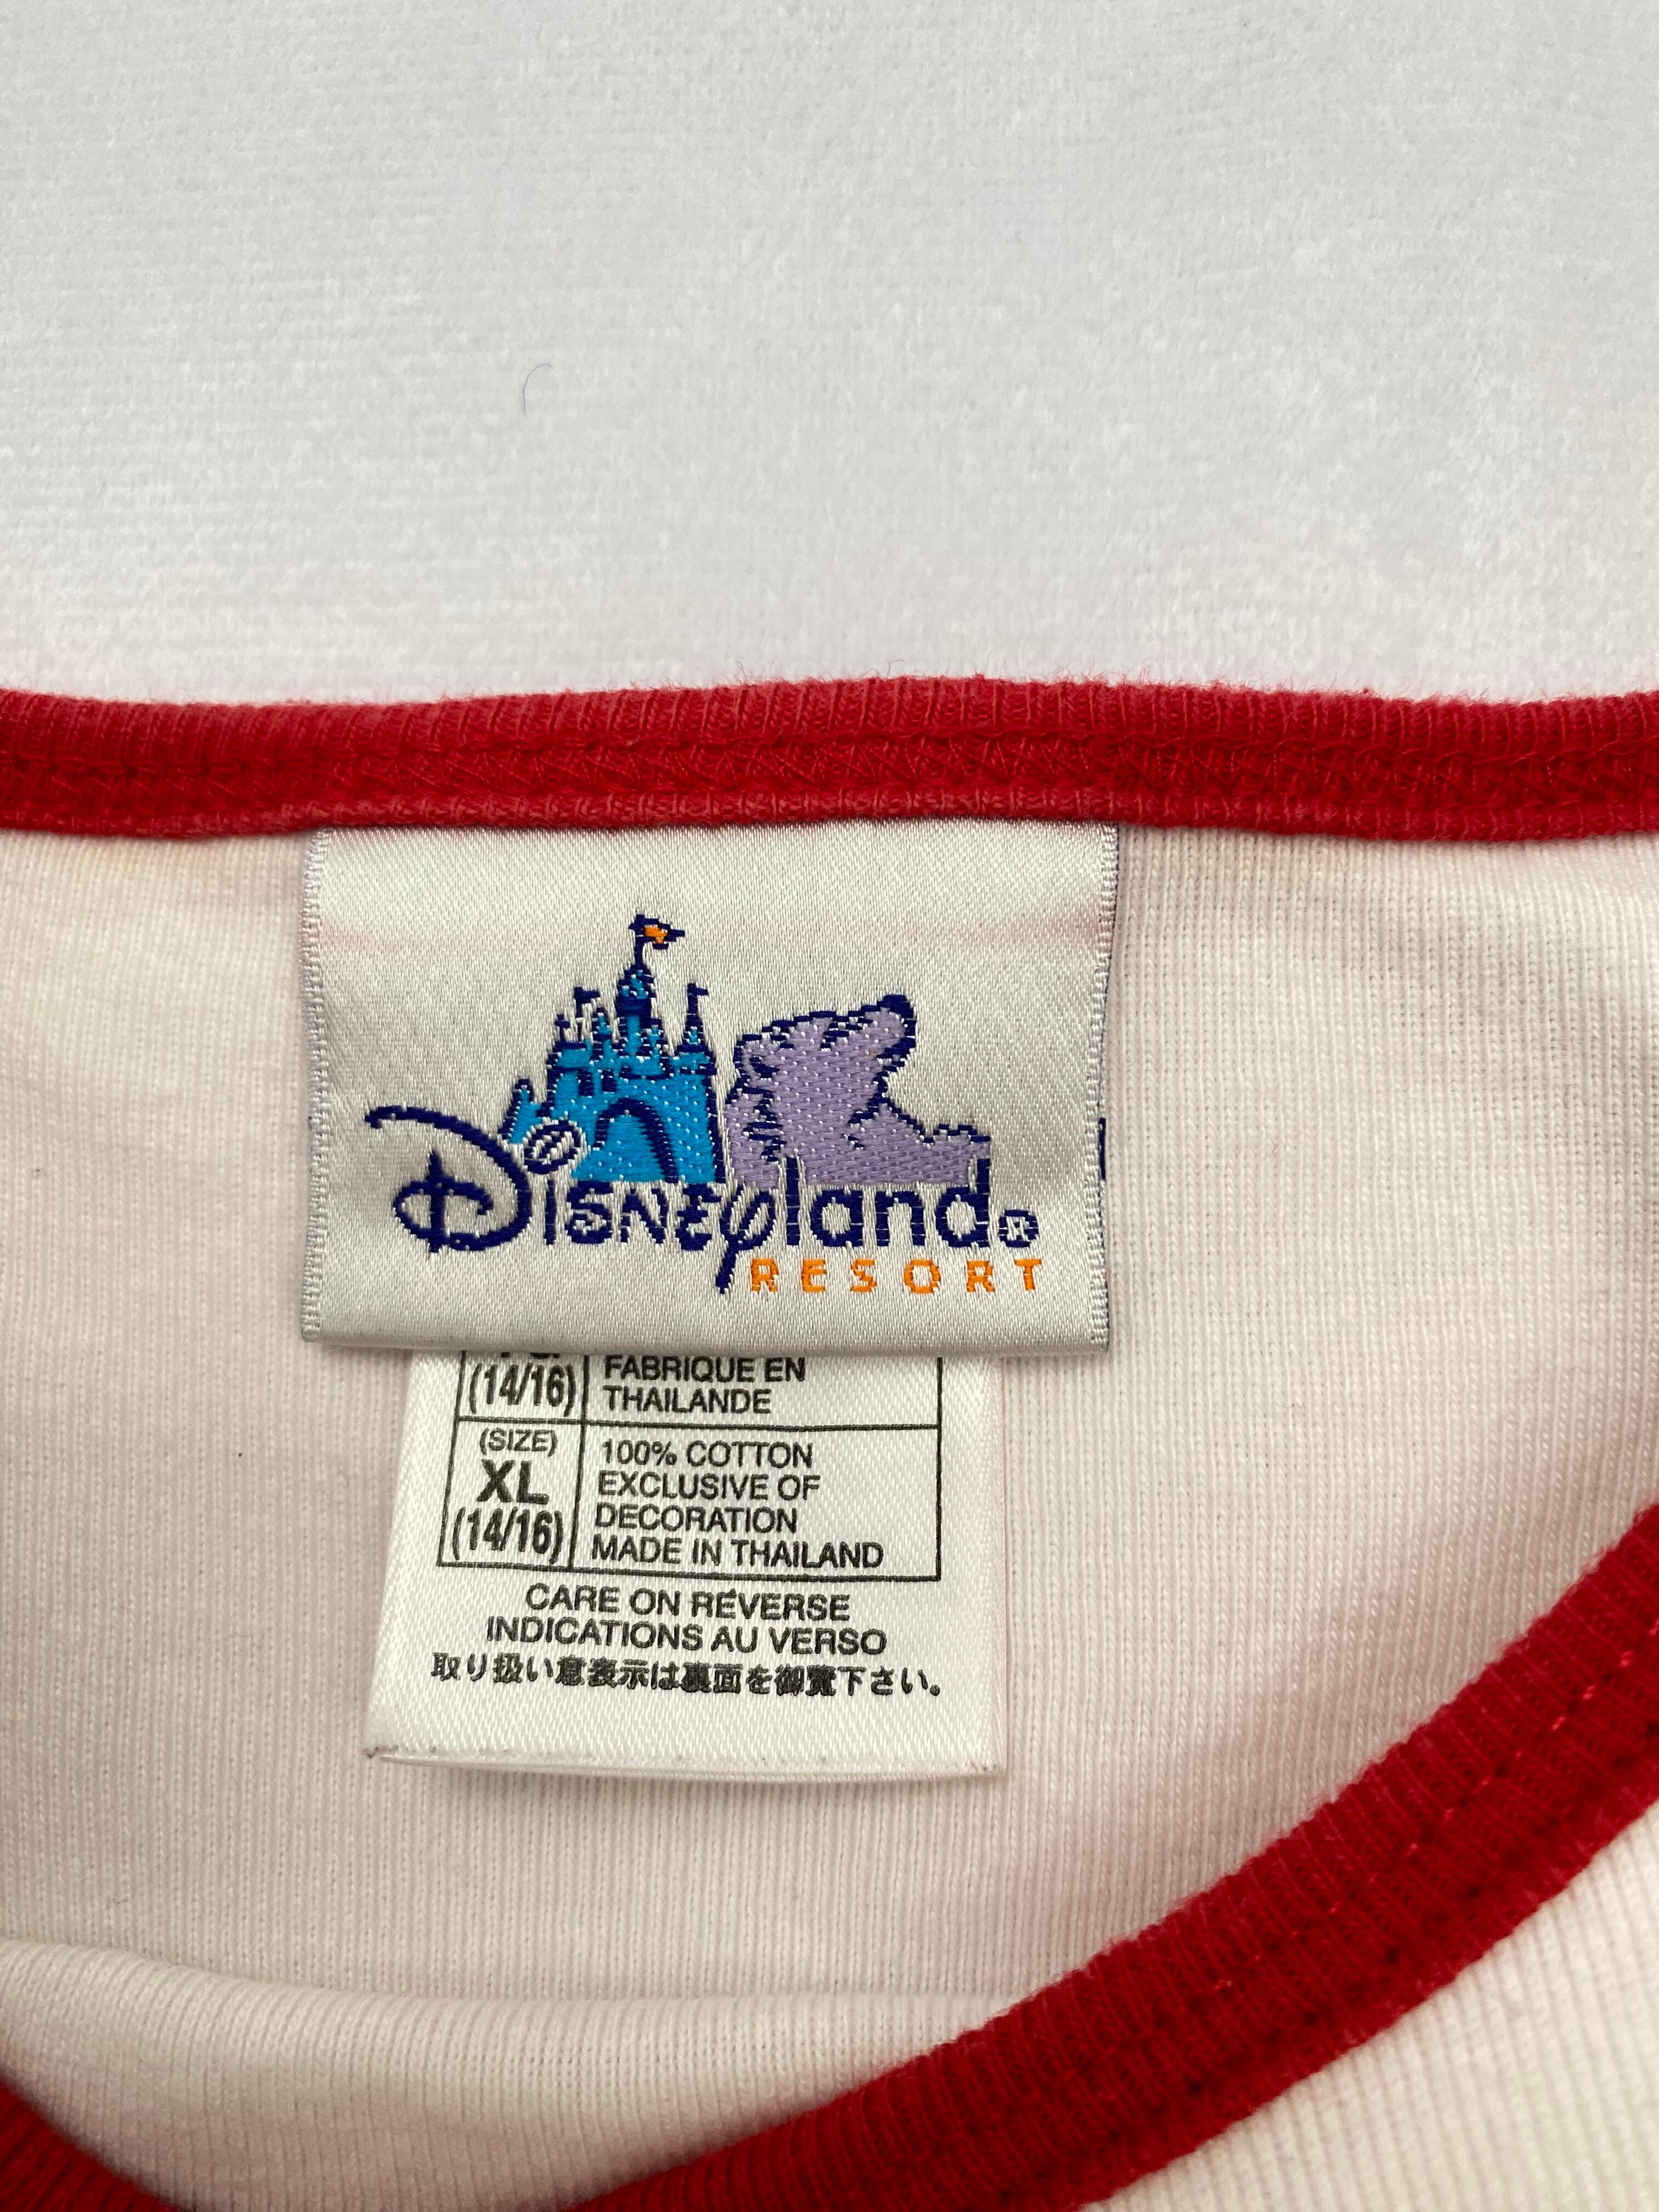 Disneyland®
RESORT
(14/16)
FABRIQUE EN
THAILANDE
(SIZE)
XL
(14/16)
100% COTTON
EXCLUSIVE OF
DECORATION
MADE IN THAILAND
CARE ON REVERSE
INDICATIONS AU VERSO
取り扱い意表示は裏面を御覧下さい。